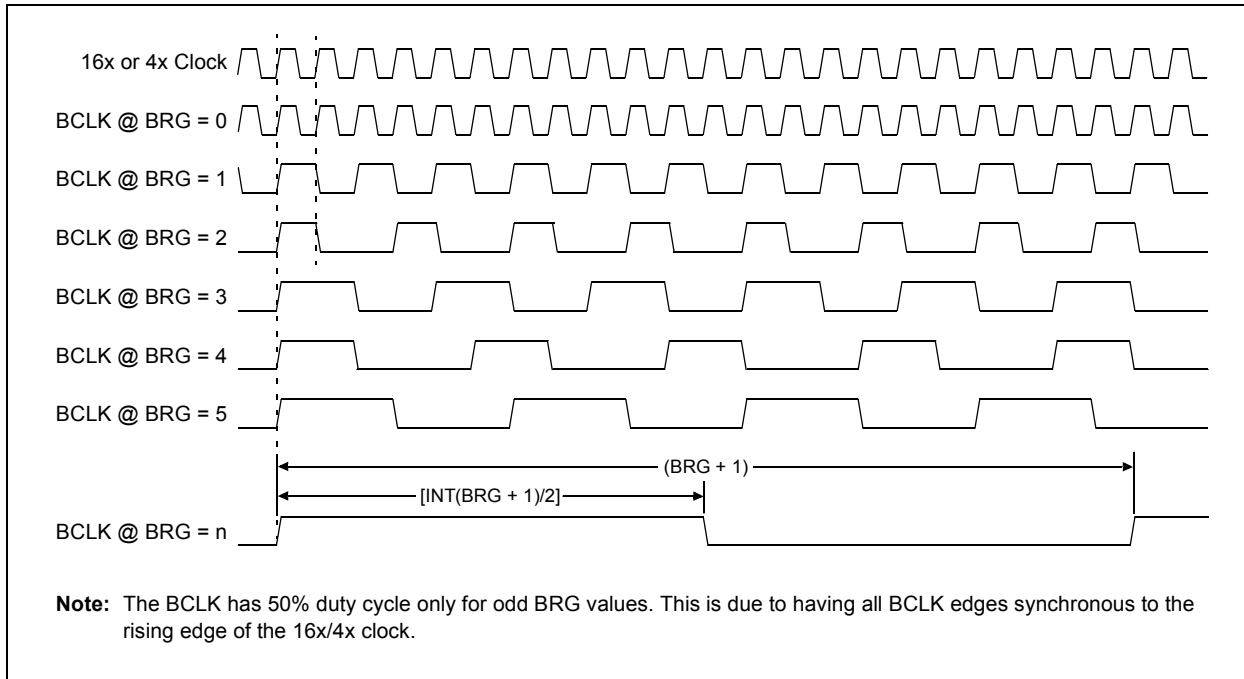 16x or 4x Clock
BCLK @ BRG = 0
BCLK @ BRG = 1
BCLK @ BRG = 2
BCLK @ BRG = 3
BCLK @ BRG = 4
BCLK @ BRG = 5
(BRG + 1)
[INT(BRG + 1)/2]
BCLK @ BRG = n
Note: The BCLK has 50% duty cycle only for odd BRG values. This is due to having all BCLK edges synchronous to the
rising edge of the 16x/4x clock.